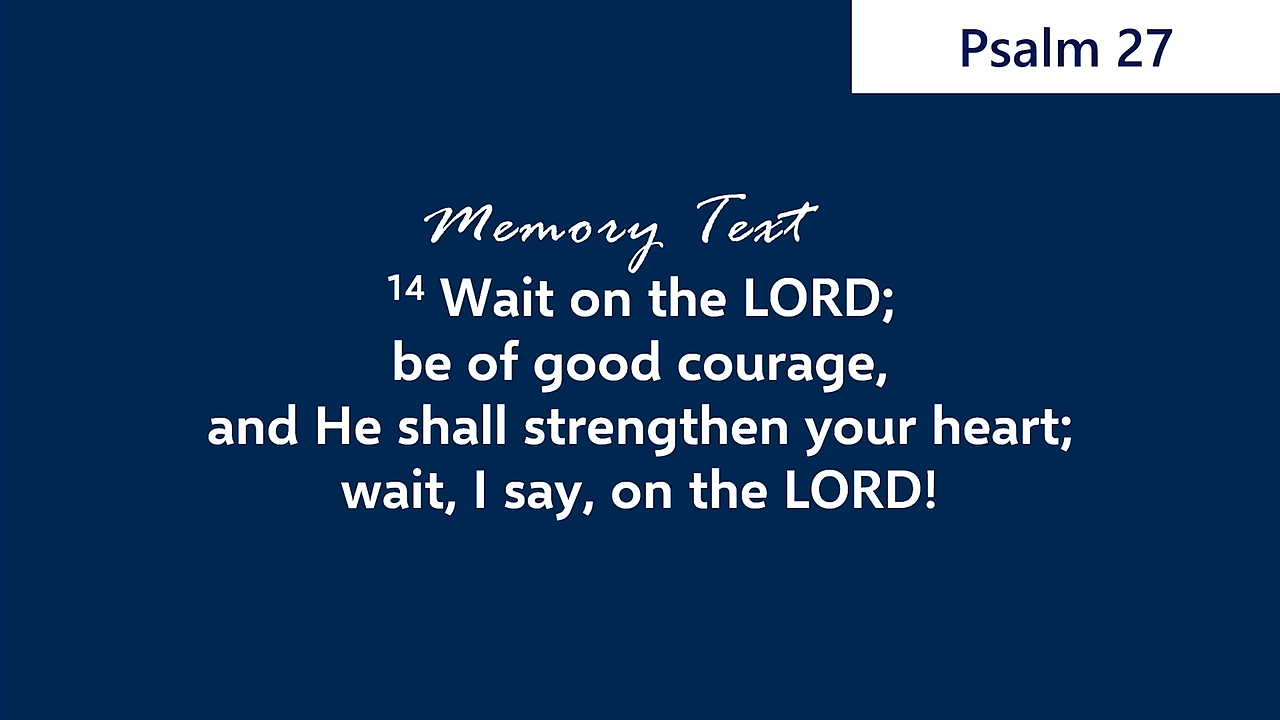 Psalm 27
Memory Text
14 Wait on the LORD;
be of good courage,
and He shall strengthen your heart;
wait, I say, on the LORD!